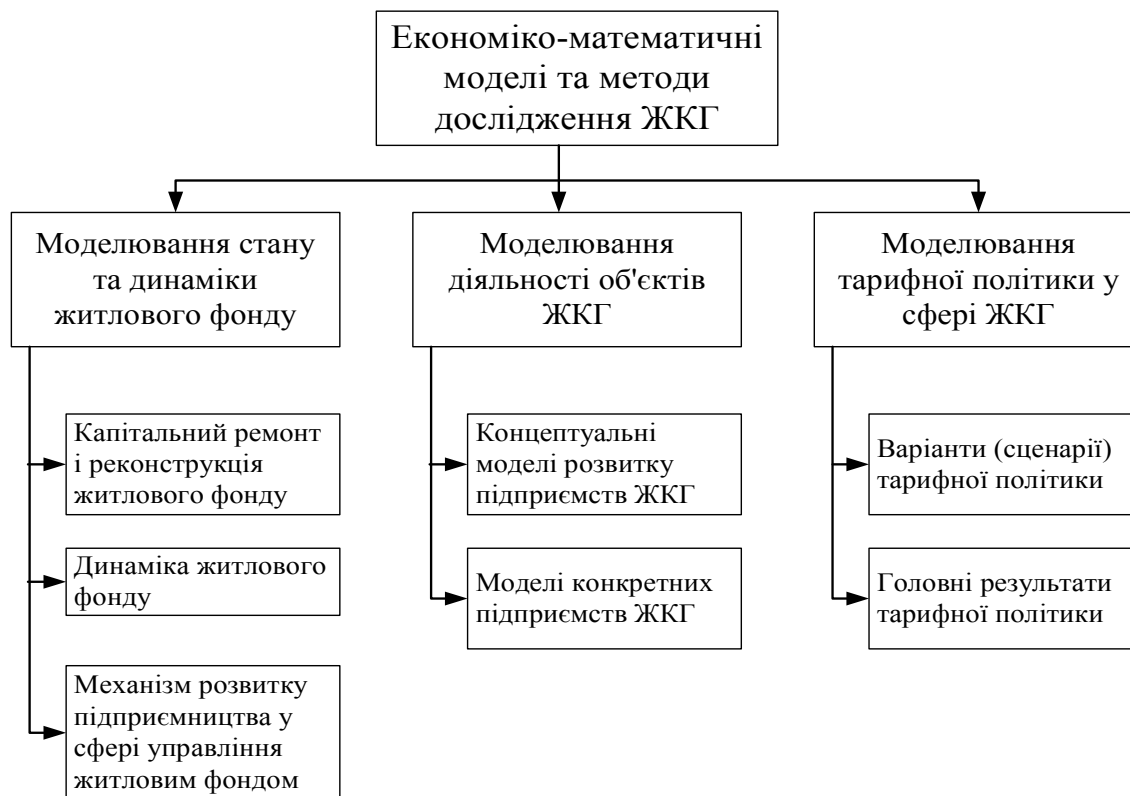 Економіко-математичні
моделі та методи
дослідження ЖКГ
Моделювання стану
та динаміки
житлового фонду
Моделювання
діяльності об'єктів
ЖКГ
Моделювання
тарифної політики у
сфері ЖКГ
Капітальний ремонт
і реконструкція
житлового фонду
Динаміка житлового
фонду
Механізм розвитку
підприємництва у
сфері управління
житловим фондом
Концептуальні
моделі розвитку
підприємств ЖКГ
Моделі конкретних
підприємств ЖКГ
Варіанти (сценарії)
тарифної політики
Головні результати
тарифної політики